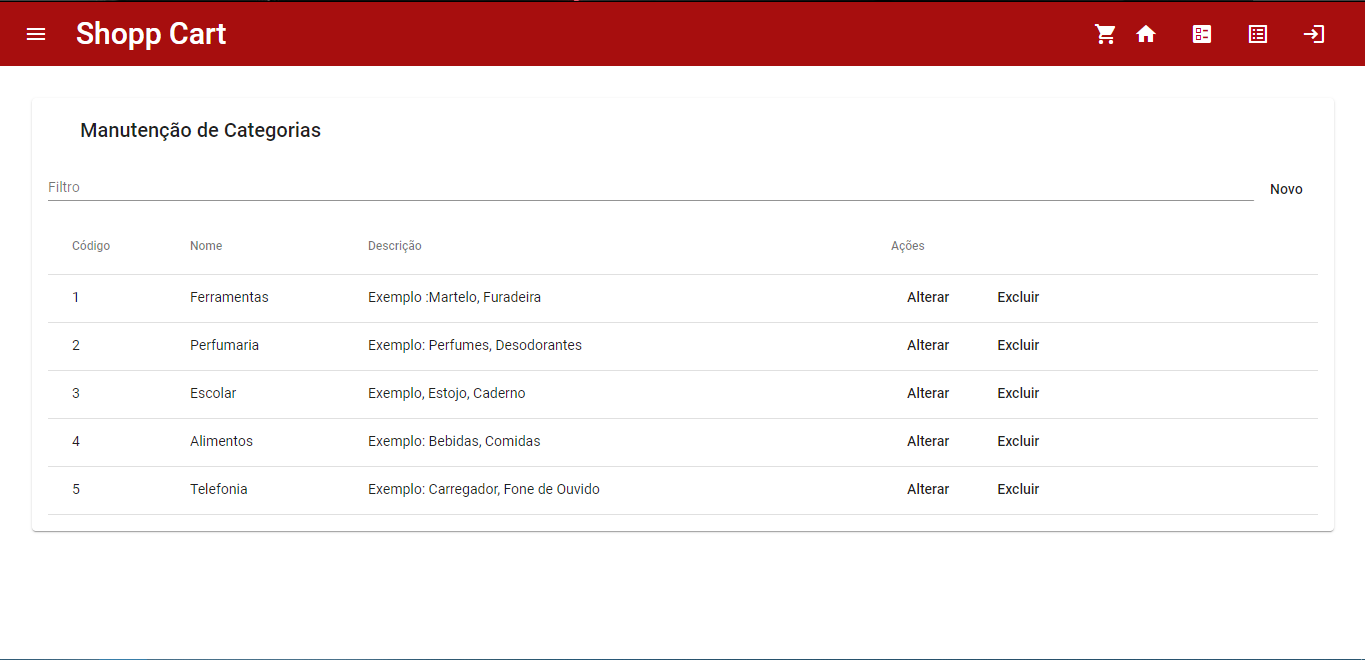 Shopp Cart
Manutenção de Categorias
Filtro Novo
Código Nome Descrição Ações
1 Ferramentas Exemplo :Martelo, Furadeira Alterar Excluir
2 Perfumaria Exemplo: Perfumes, Desodorantes Alterar Excluir
3 Escolar Exemplo, Estojo, Caderno Alterar Excluir
4 Alimentos Exemplo: Bebidas, Comidas Alterar Excluir
5 Telefonia Exemplo: Carregador, Fone de Ouvido Alterar Excluir